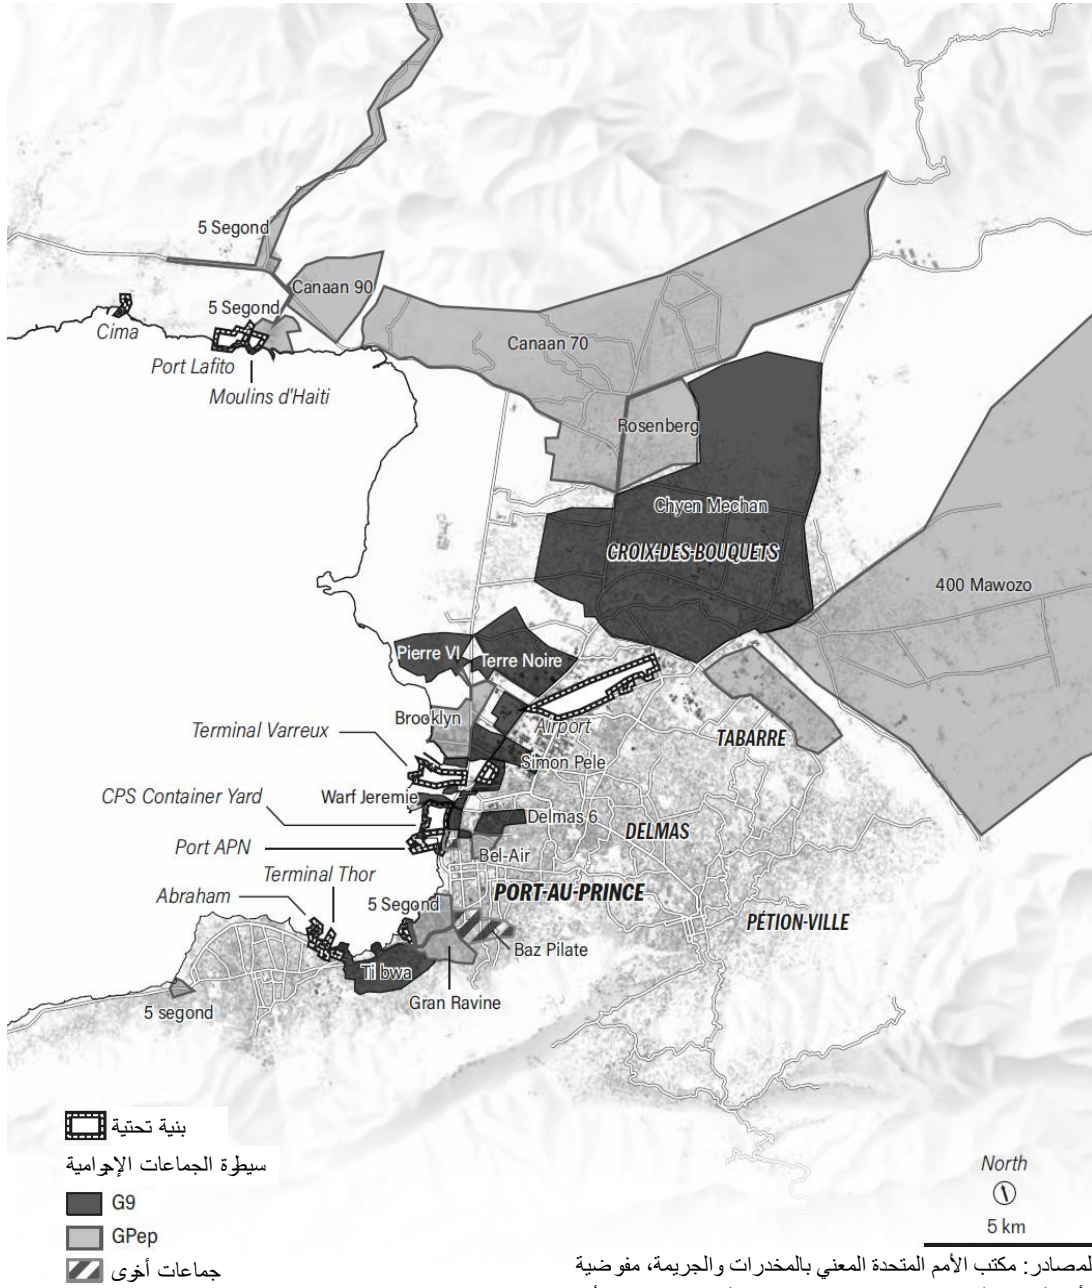 5 Segond
Canaan 90
5 Segond
Cima
Port Lafito
Moulins d'Haiti
Canaan 70
Rosenberg
Chyen Mechan
CROIX-DES-BOUQUETS
400 Mawozo
Pierre VI
Terre Noire
Brooklyn
Airport
Terminal Varreux
TABARRE
Simon Pele
CPS Container Yard
Warf Jeremie
Delmas 6
DELMAS
Port APN
Bel-Air
Terminal Thor
Abraham
PORT-AU-PRINCE
5 Segond
PÉTION-VILLE
Baz Pilate
Ti bwa
Gran Ravine
5 segond
بنية تحتية
سيطرة الجماعات الإجرامية
G9
GPep
جماعات أخرى
North
5 km
المصادر: مكتب الأمم المتحدة المعني بالمخدرات والجريمة، مفوضية